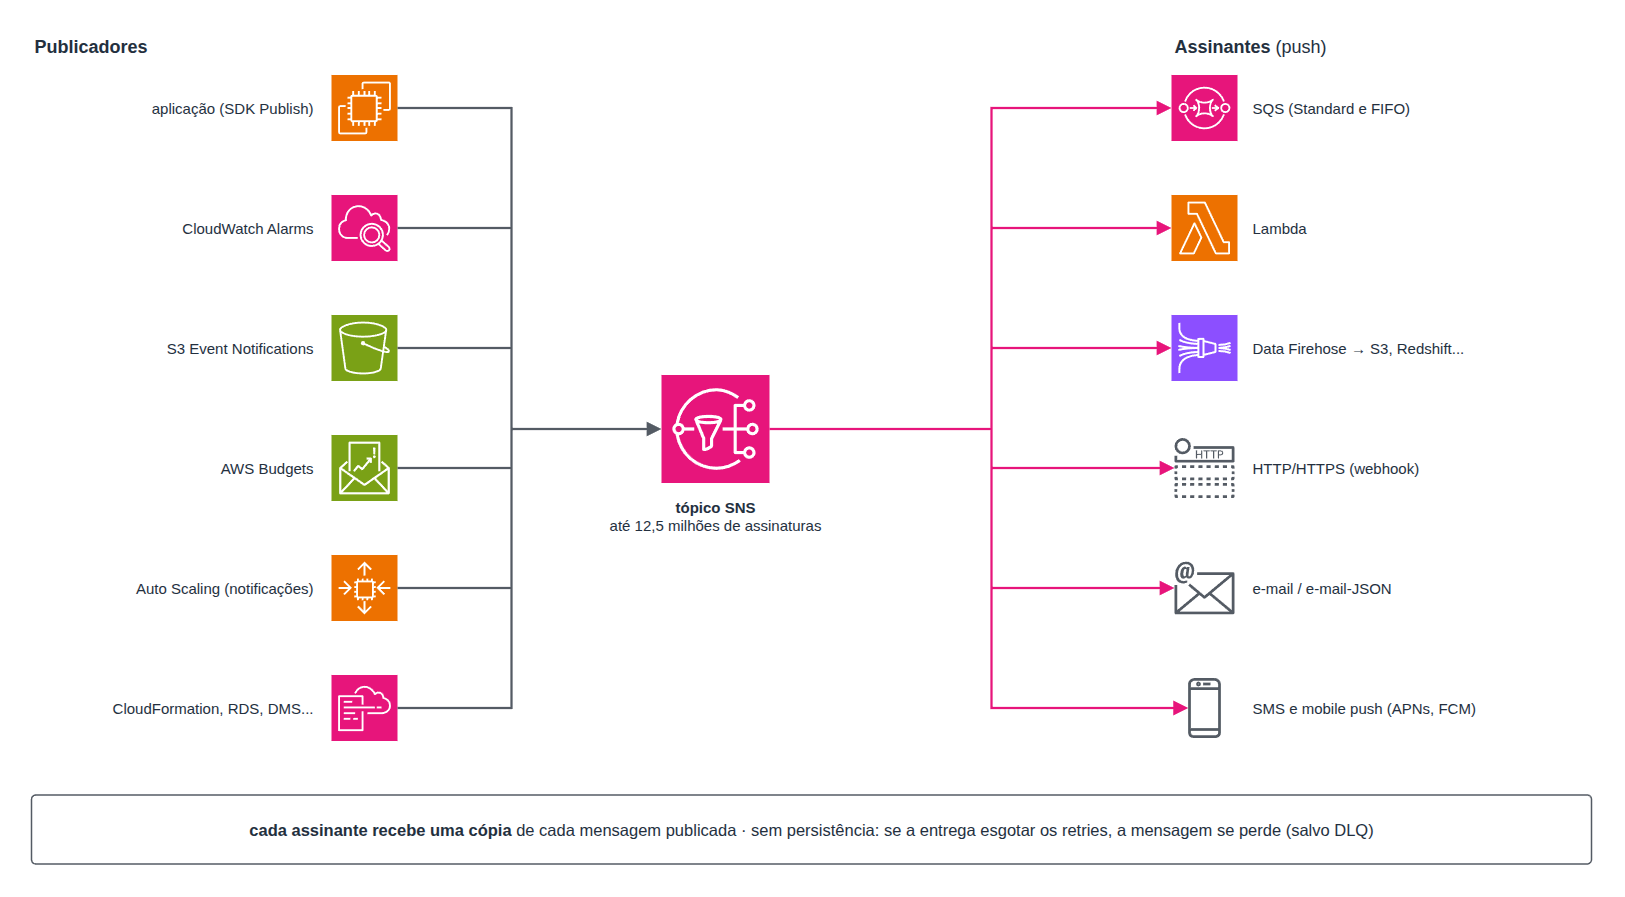 Publicadores
Assinantes (push)
aplicação (SDK Publish)
SQS (Standard e FIFO)
CloudWatch Alarms
Lambda
S3 Event Notifications
Data Firehose → S3, Redshift...
AWS Budgets
HTTP
HTTP/HTTPS (webhook)
tópico SNS
até 12,5 milhões de assinaturas
Auto Scaling (notificações)
@
e-mail / e-mail-JSON
CloudFormation, RDS, DMS...
SMS e mobile push (APNs, FCM)
cada assinante recebe uma cópia de cada mensagem publicada · sem persistência: se a entrega esgotar os retries, a mensagem se perde (salvo DLQ)